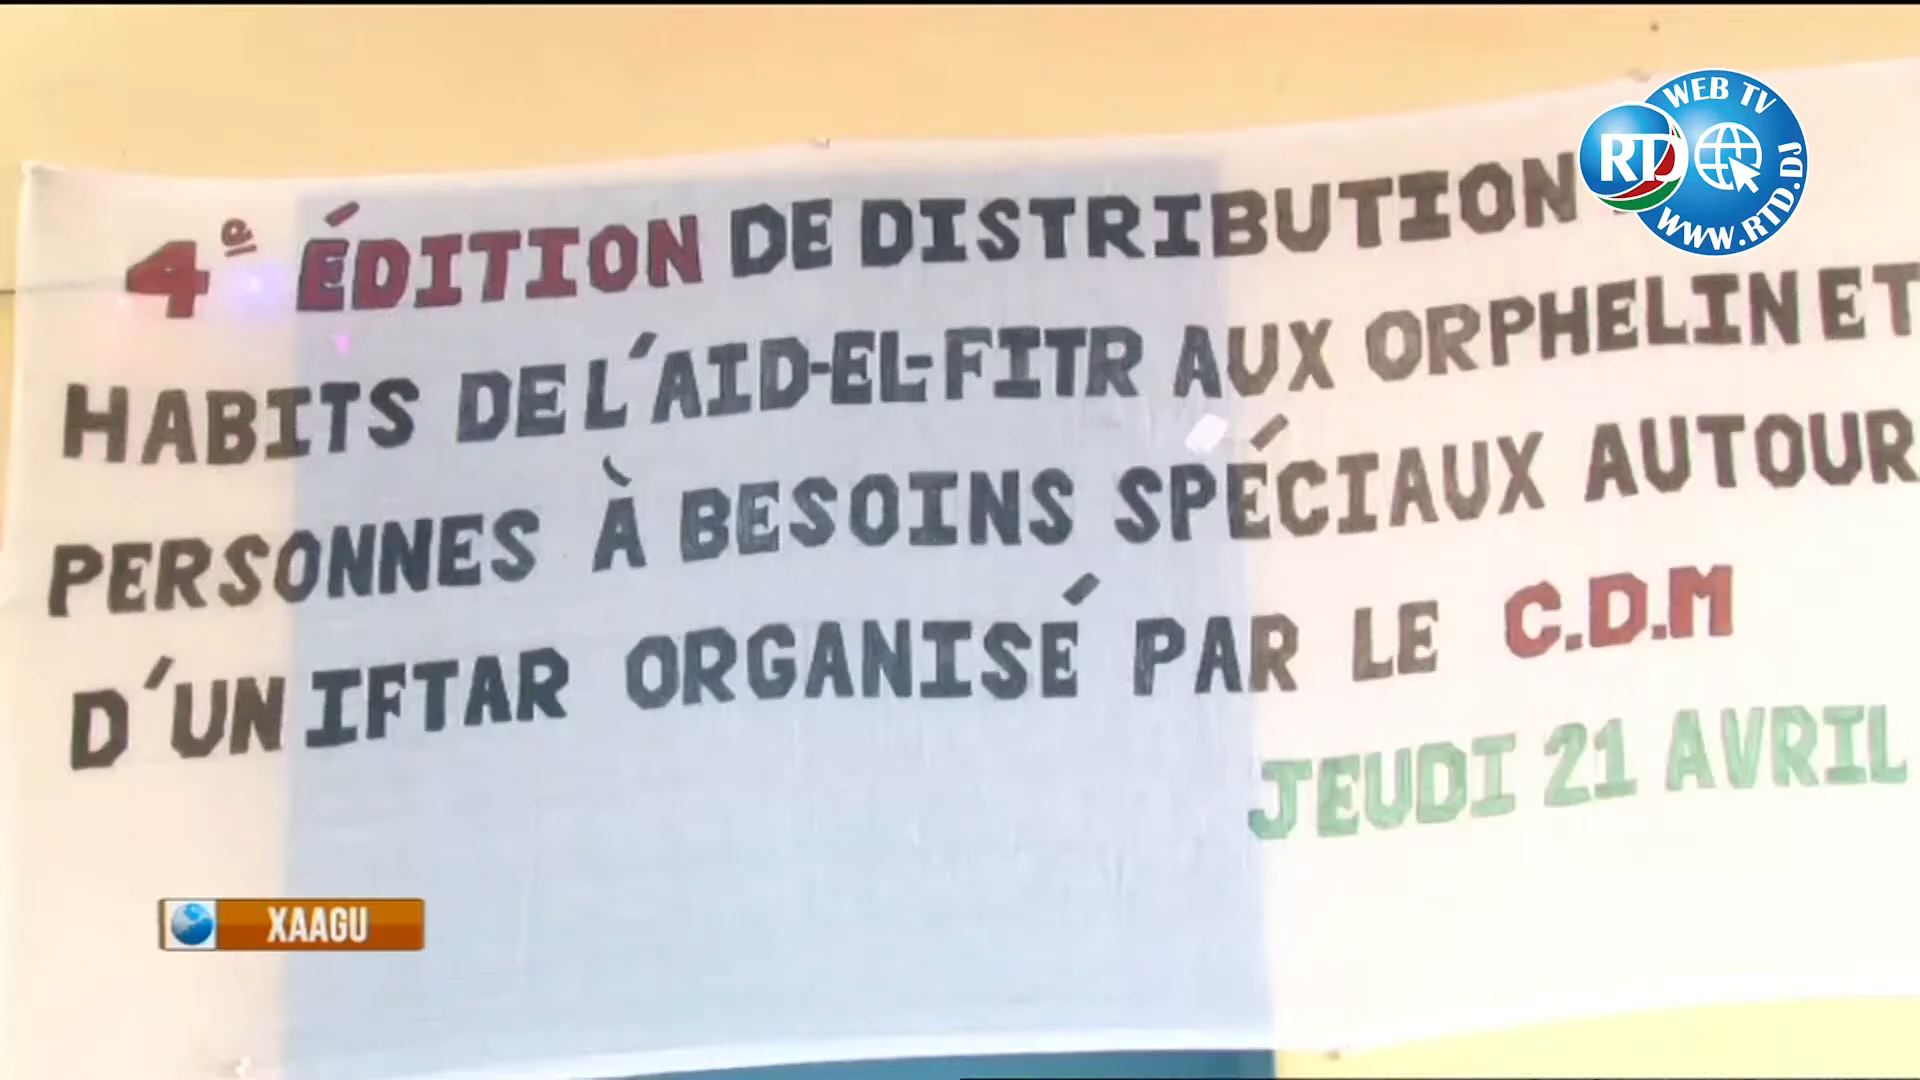 4e ÉDITION DE DISTRIBUTION
HABITS DE L'AID-EL-FITR AUX ORPHELIN ET
PERSONNES À BESOINS SPÉCIAUX AUTOUR
D'UN IFTAR ORGANISÉ PAR LE C.D.M
JEUDI 21 AVRIL
WEB TV
RTD
WWW.RTD.DJ
XAAGU